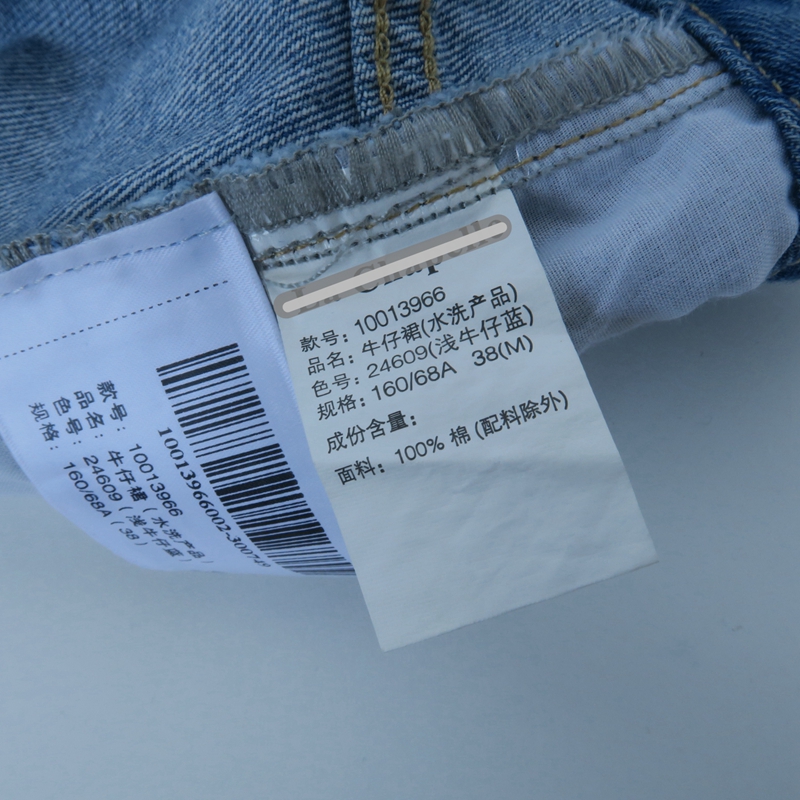 款号: 10013966
品名: 牛仔裙(水洗产品)
色号: 24609(浅牛仔蓝)
规格: 160/68A 38(M)
成份含量:
面料: 100% 棉 (配料除外)
款号: 10013966
品名: 牛仔裙 (水洗产品)
色号: 24609 (浅牛仔蓝)
规格: 160/68A (38)